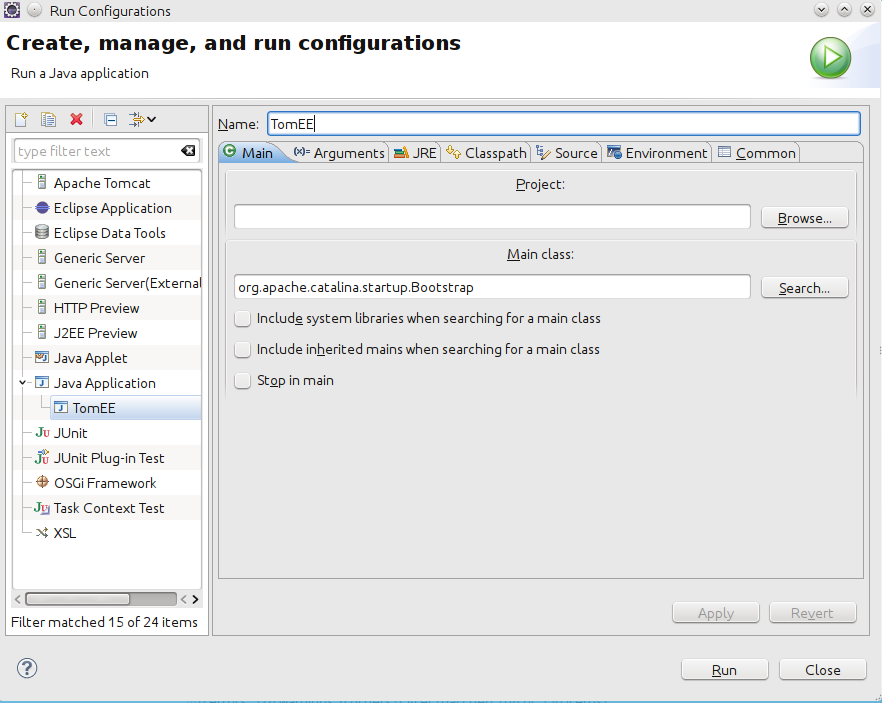 Run Configurations
Create, manage, and run configurations
Run a Java application
type filter text
Apache Tomcat
Eclipse Application
Eclipse Data Tools
Generic Server
Generic Server(External
HTTP Preview
J2EE Preview
Java Applet
Java Application
TomEE
JUnit
JUnit Plug-in Test
OSGi Framework
Task Context Test
XSL
Filter matched 15 of 24 items
Name: TomEE
Main (x)= Arguments JRE Classpath Source Environment Common
Project:
Browse...
Main class:
org.apache.catalina.startup.Bootstrap Search...
Include system libraries when searching for a main class
Include inherited mains when searching for a main class
Stop in main
Apply Revert
? Run Close